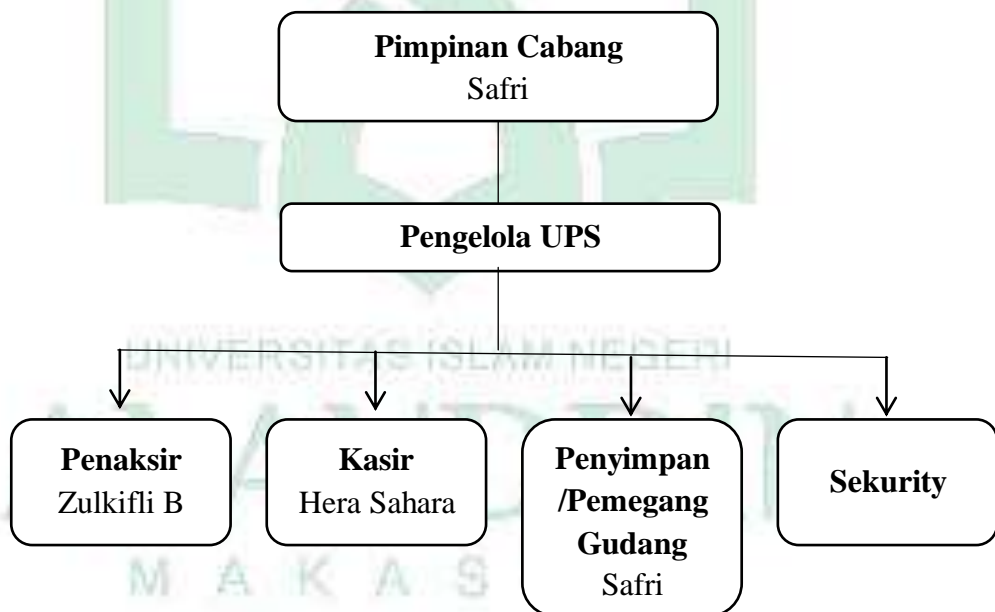 Pimpinan Cabang
Safri
Pengelola UPS
UNIVERSITAS ISLAM NEGERI
Penaksir
Zulkifli B
Kasir
Hera Sahara
Penyimpan
/Pemegang
Gudang
Safri
Sekurity
M A K A S